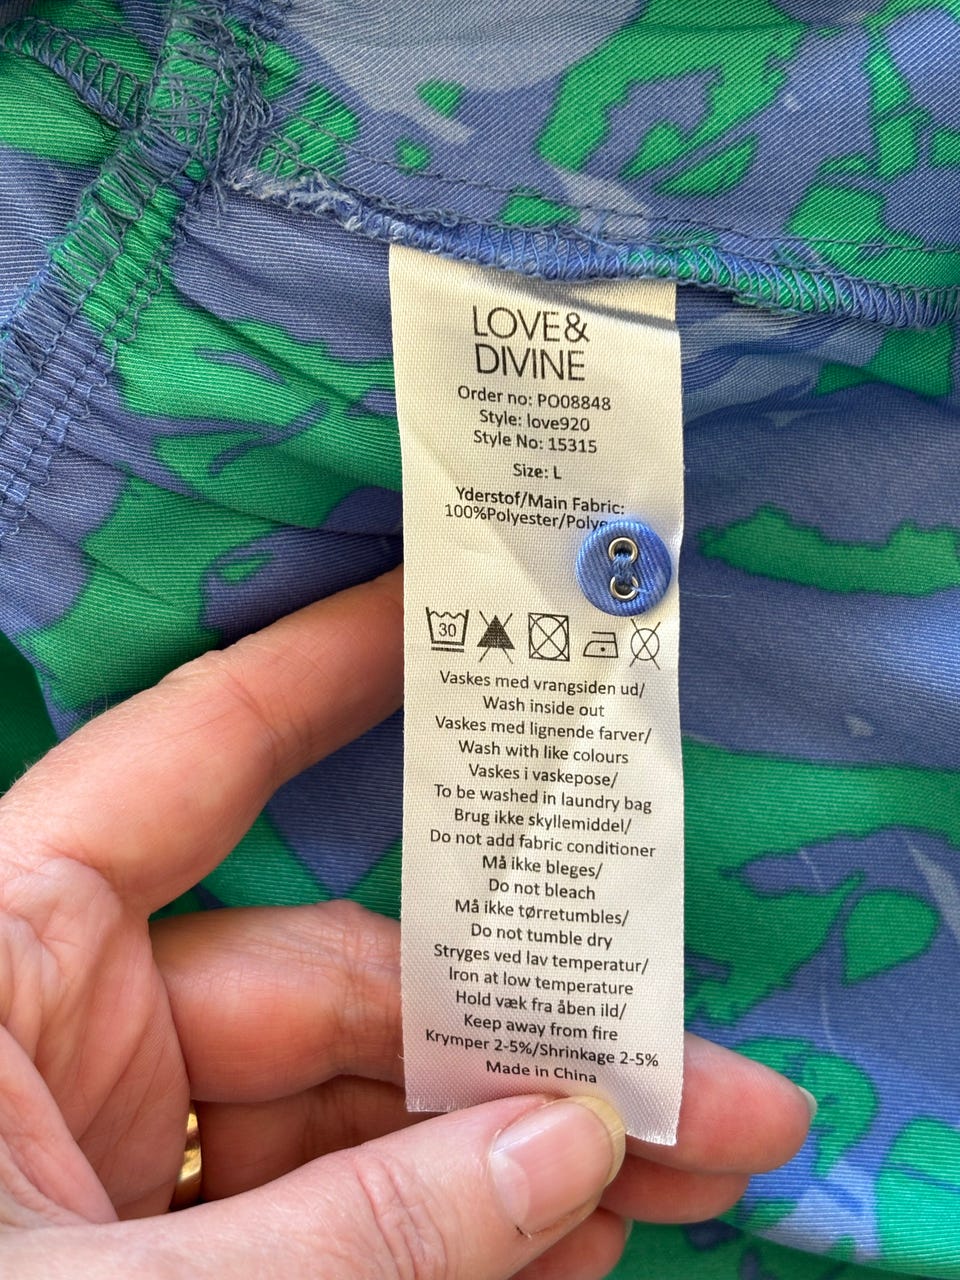 LOVE&
DIVINE
Order no: PO08848
Style: love920
Style No: 15315
Size: L
Yderstof/Main Fabric:
100%Polyester/
30
Vaskes med vrangsiden ud/
Wash inside out
Vaskes med lignende farver/
Wash with like colours
Vaskes i vaskepose/
To be washed in laundry bag
Brug ikke skyllemiddel/
Do not add fabric conditioner
Må ikke bleges/
Do not bleach
Må ikke tørretumbles/
Do not tumble dry
Stryges ved lav temperatur/
Iron at low temperature
Hold væk fra åben ild/
Keep away from fire
Krymper 2-5%/Shrinkage 2-5%
Made in China